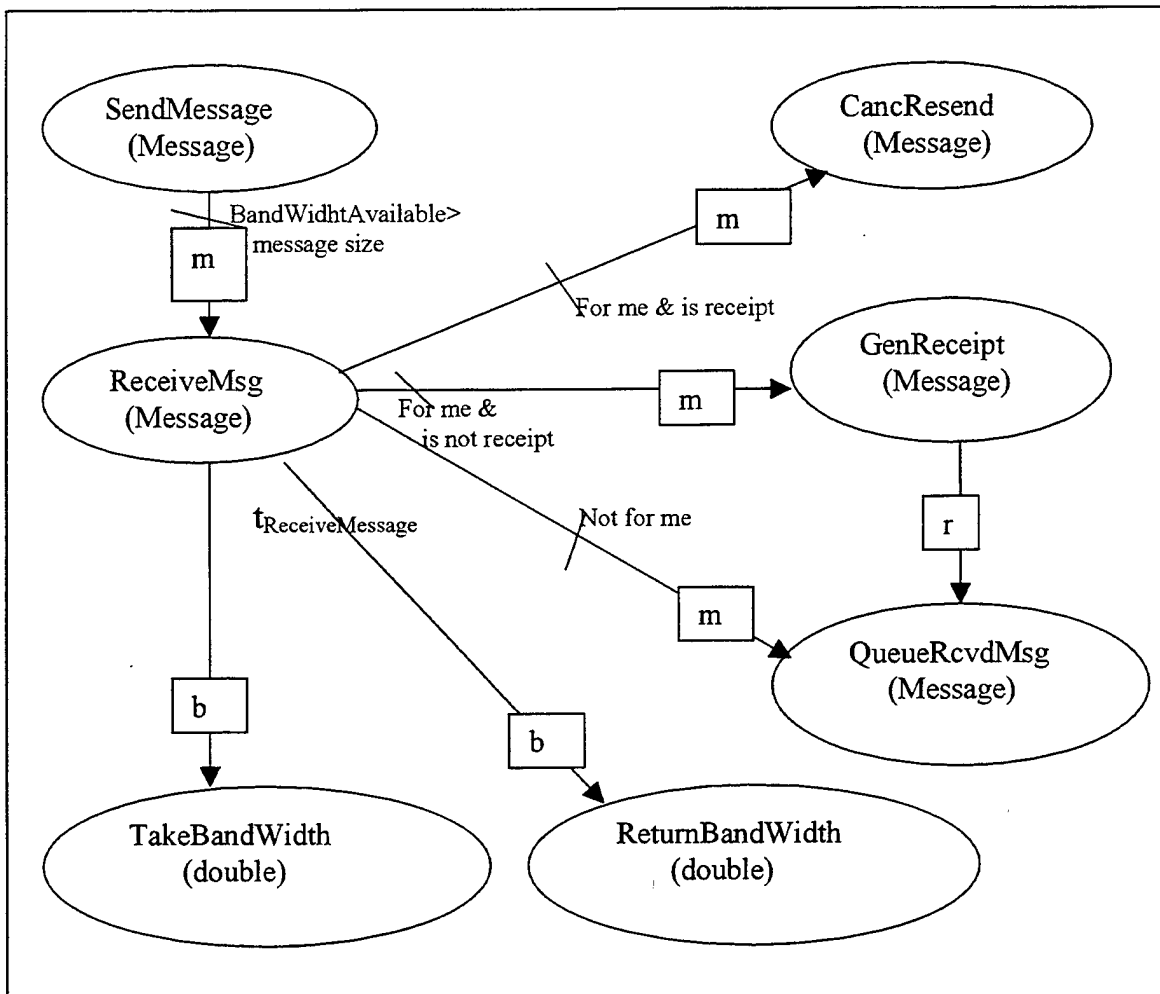 SendMessage
(Message)
CancResend
(Message)
BandWidhtAvailable>
message size
m
m
For me & is receipt
ReceiveMsg
(Message)
GenReceipt
(Message)
m
For me &
is not receipt
r
tReceiveMessage
Not for me
m
QueueRcvdMsg
(Message)
b
b
TakeBandWidth
(double)
ReturnBandWidth
(double)